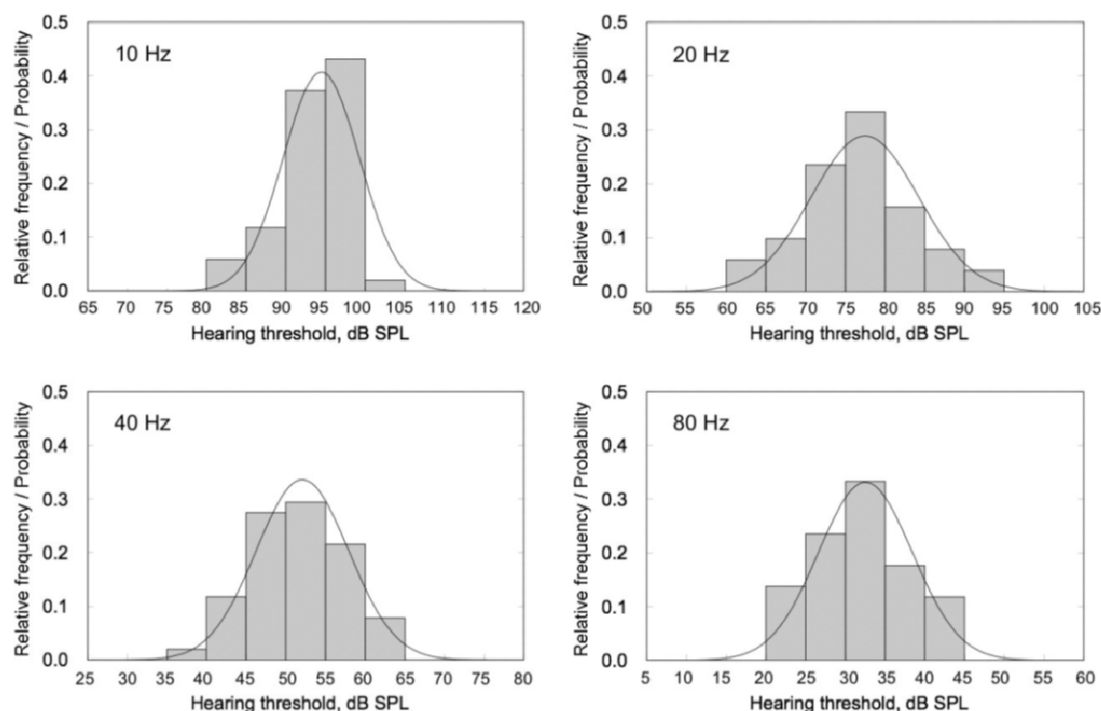 0.5
10 Hz
0.4
0.3
0.2
0.1
0.0
Relative frequency / Probability
65 70 75 80 85 90 95 100 105 110 115 120
Hearing threshold, dB SPL
0.5
20 Hz
0.4
0.3
0.2
0.1
0.0
Relative frequency / Probability
50 55 60 65 70 75 80 85 90 95 100 105
Hearing threshold, dB SPL
0.5
40 Hz
0.4
0.3
0.2
0.1
0.0
Relative frequency / Probability
25 30 35 40 45 50 55 60 65 70 75 80
Hearing threshold, dB SPL
0.5
80 Hz
0.4
0.3
0.2
0.1
0.0
Relative frequency / Probability
5 10 15 20 25 30 35 40 45 50 55 60
Hearing threshold, dB SPL